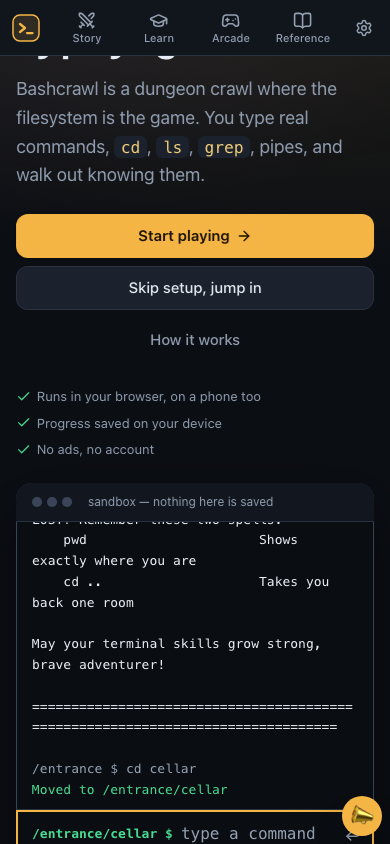 Story
Learn
Arcade
Reference
Bashcrawl is a dungeon crawl where the
filesystem is the game. You type real
commands, cd, ls, grep, pipes, and
walk out knowing them.
Start playing →
Skip setup, jump in
How it works
Runs in your browser, on a phone too
Progress saved on your device
No ads, no account
sandbox — nothing here is saved
pwd Shows
exactly where you are
cd .. Takes you
back one room
May your terminal skills grow strong,
brave adventurer!
=========================================
=======================================
/entrance $ cd cellar
Moved to /entrance/cellar
/entrance/cellar $ type a command